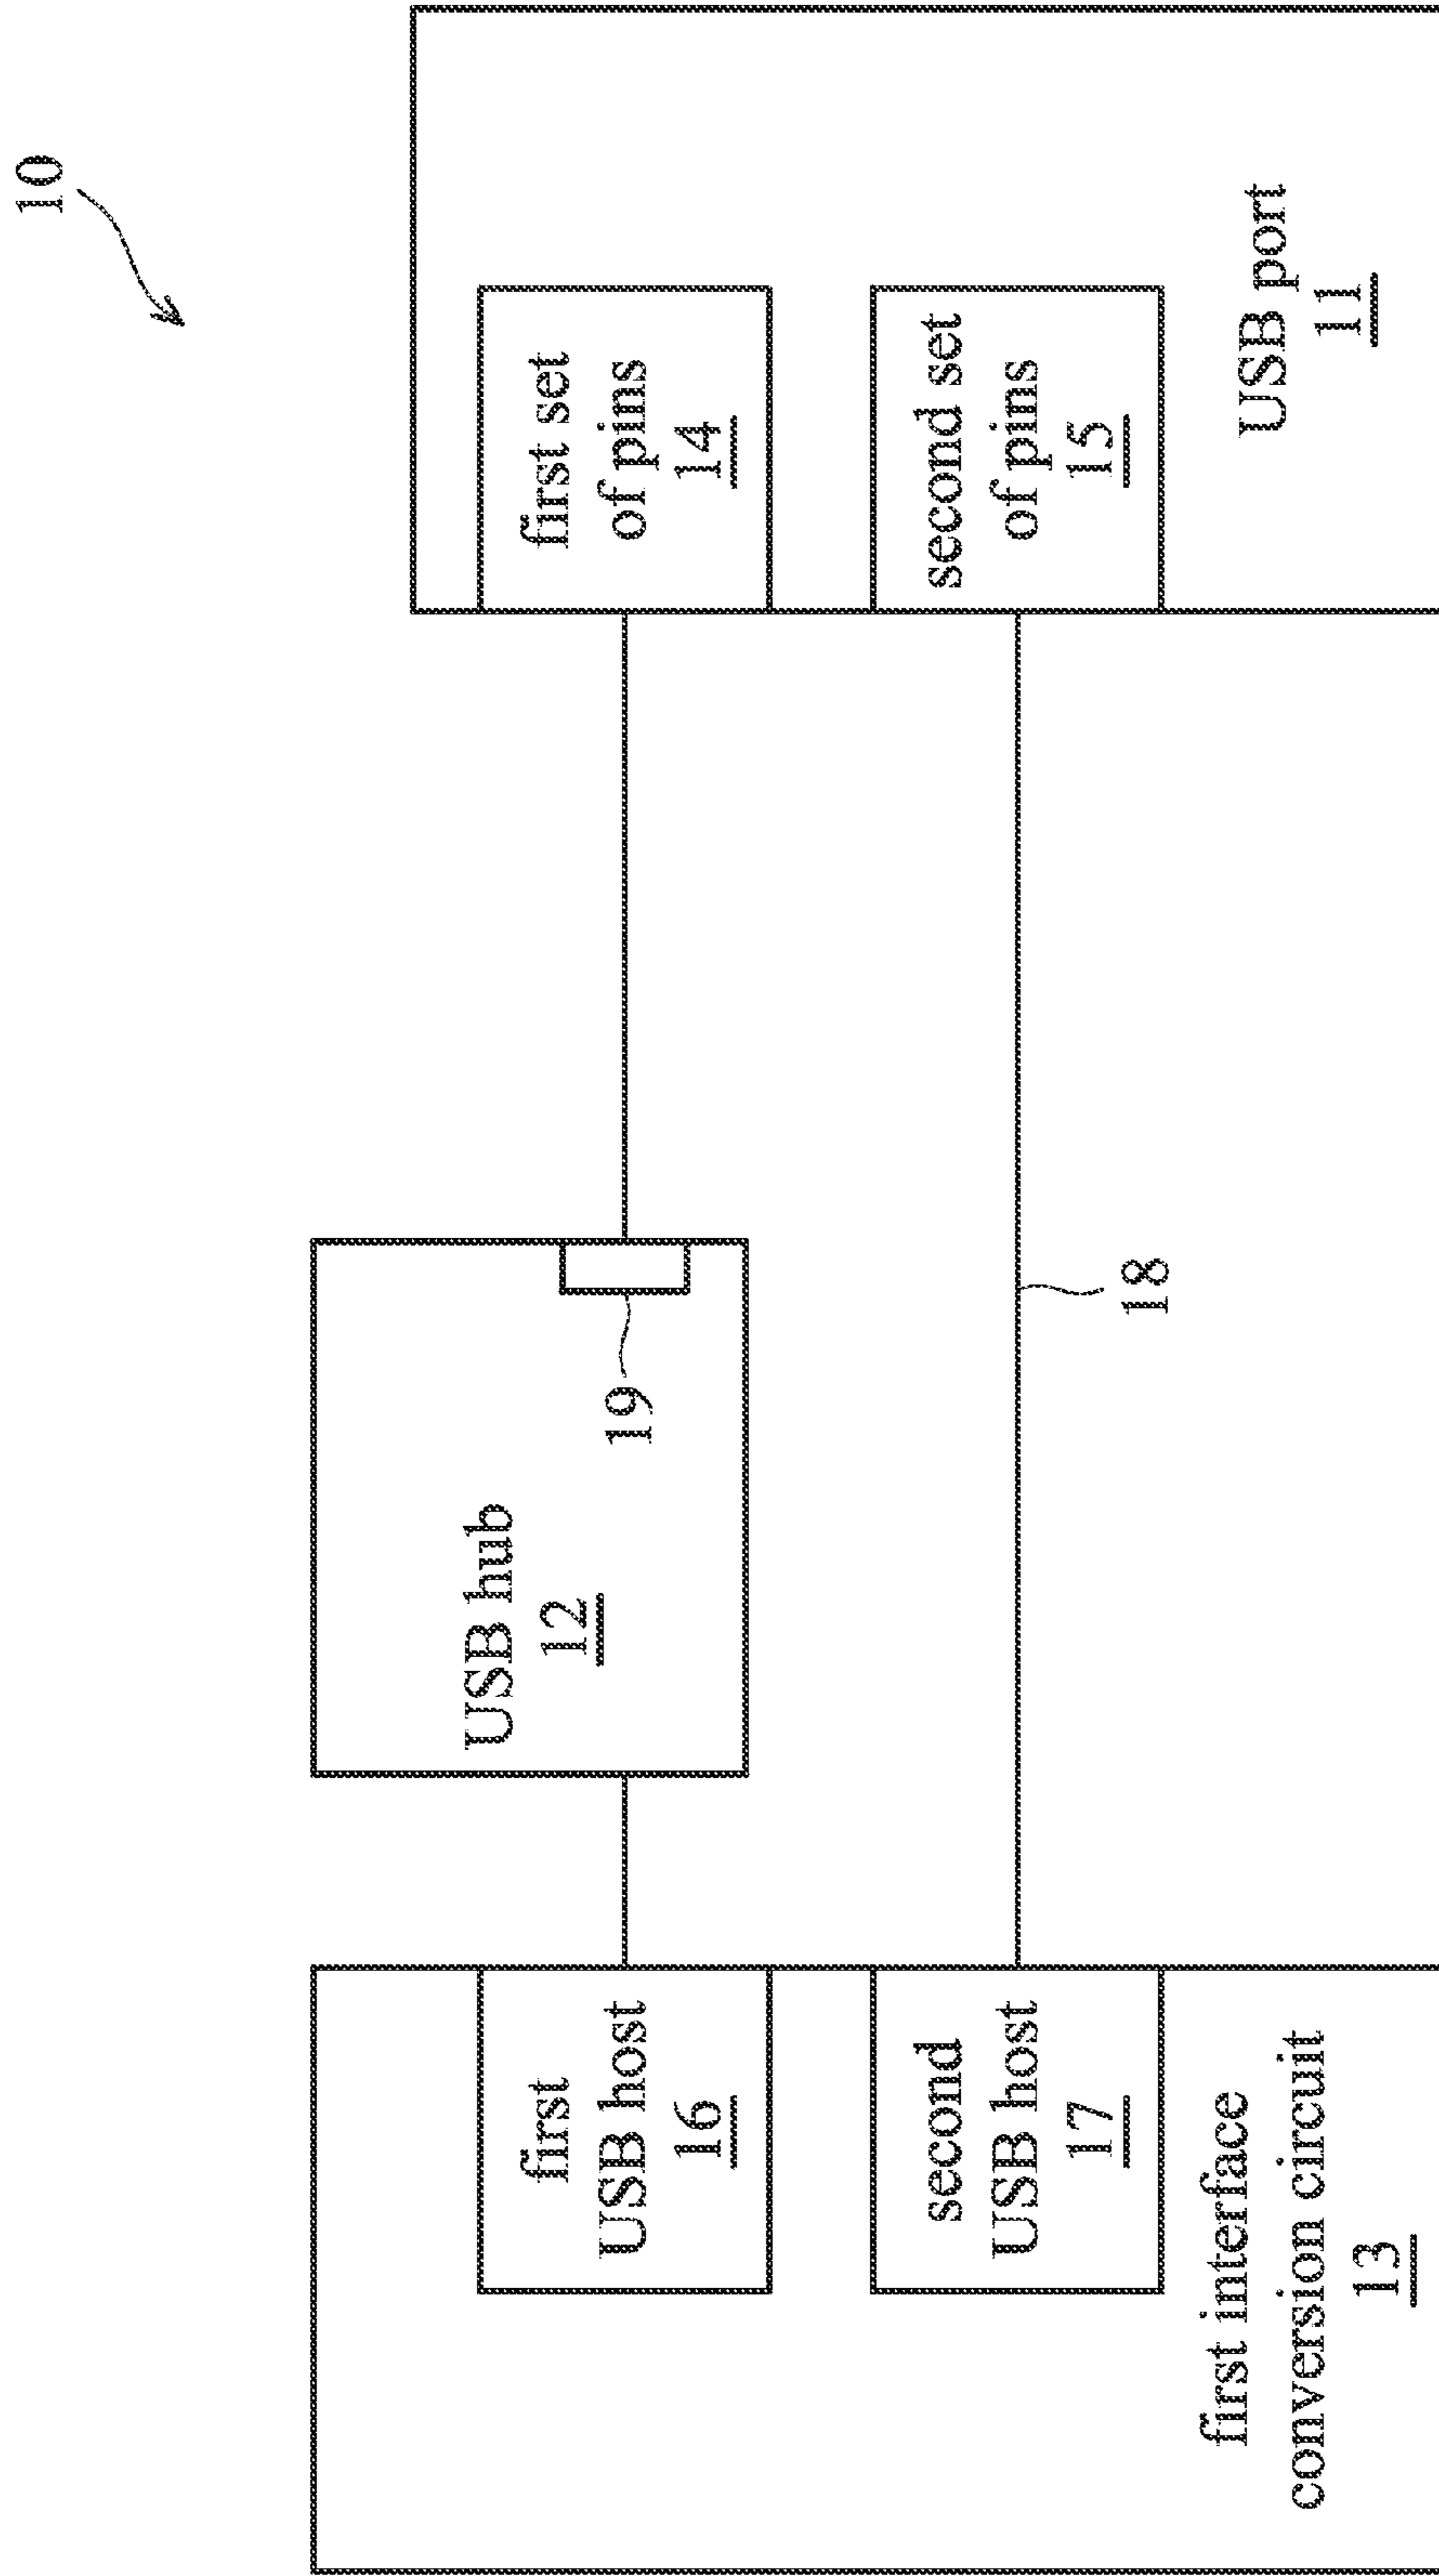 10
first
USB host
16
second
USB host
17
first interface
conversion circuit
13
USB hub
12
19
18
first set
of pins
14
second set
of pins
15
USB port
11